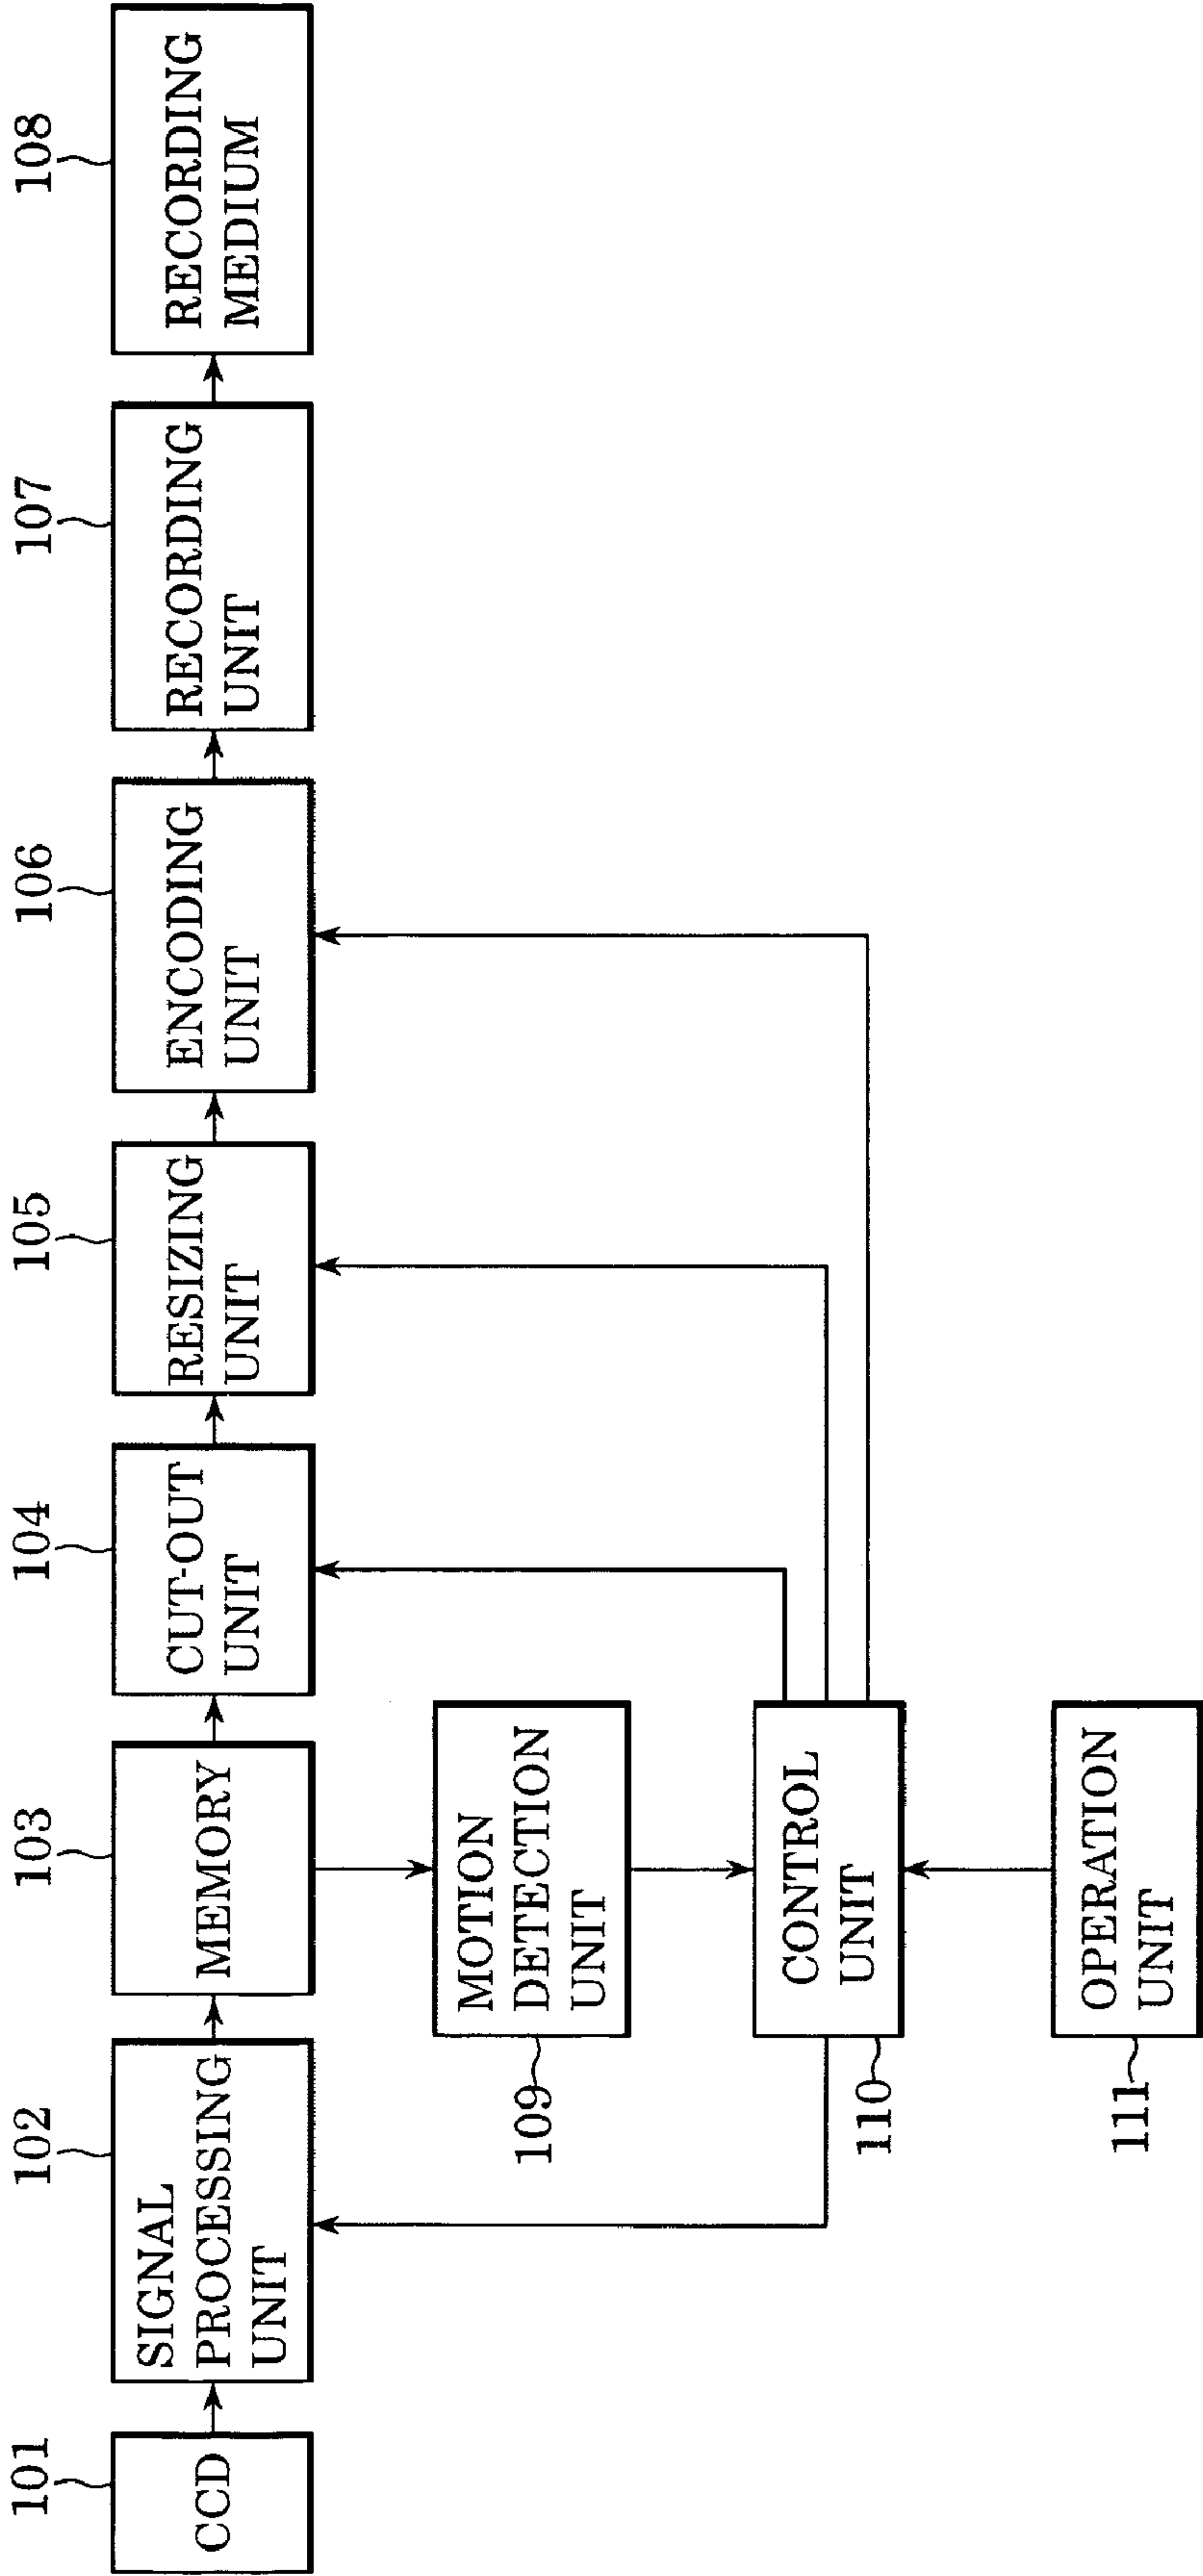 101
CCD
102
SIGNAL
PROCESSING
UNIT
103
MEMORY
104
CUT-OUT
UNIT
105
RESIZING
UNIT
106
ENCODING
UNIT
107
RECORDING
UNIT
108
RECORDING
MEDIUM
109
MOTION
DETECTION
UNIT
110
CONTROL
UNIT
111
OPERATION
UNIT